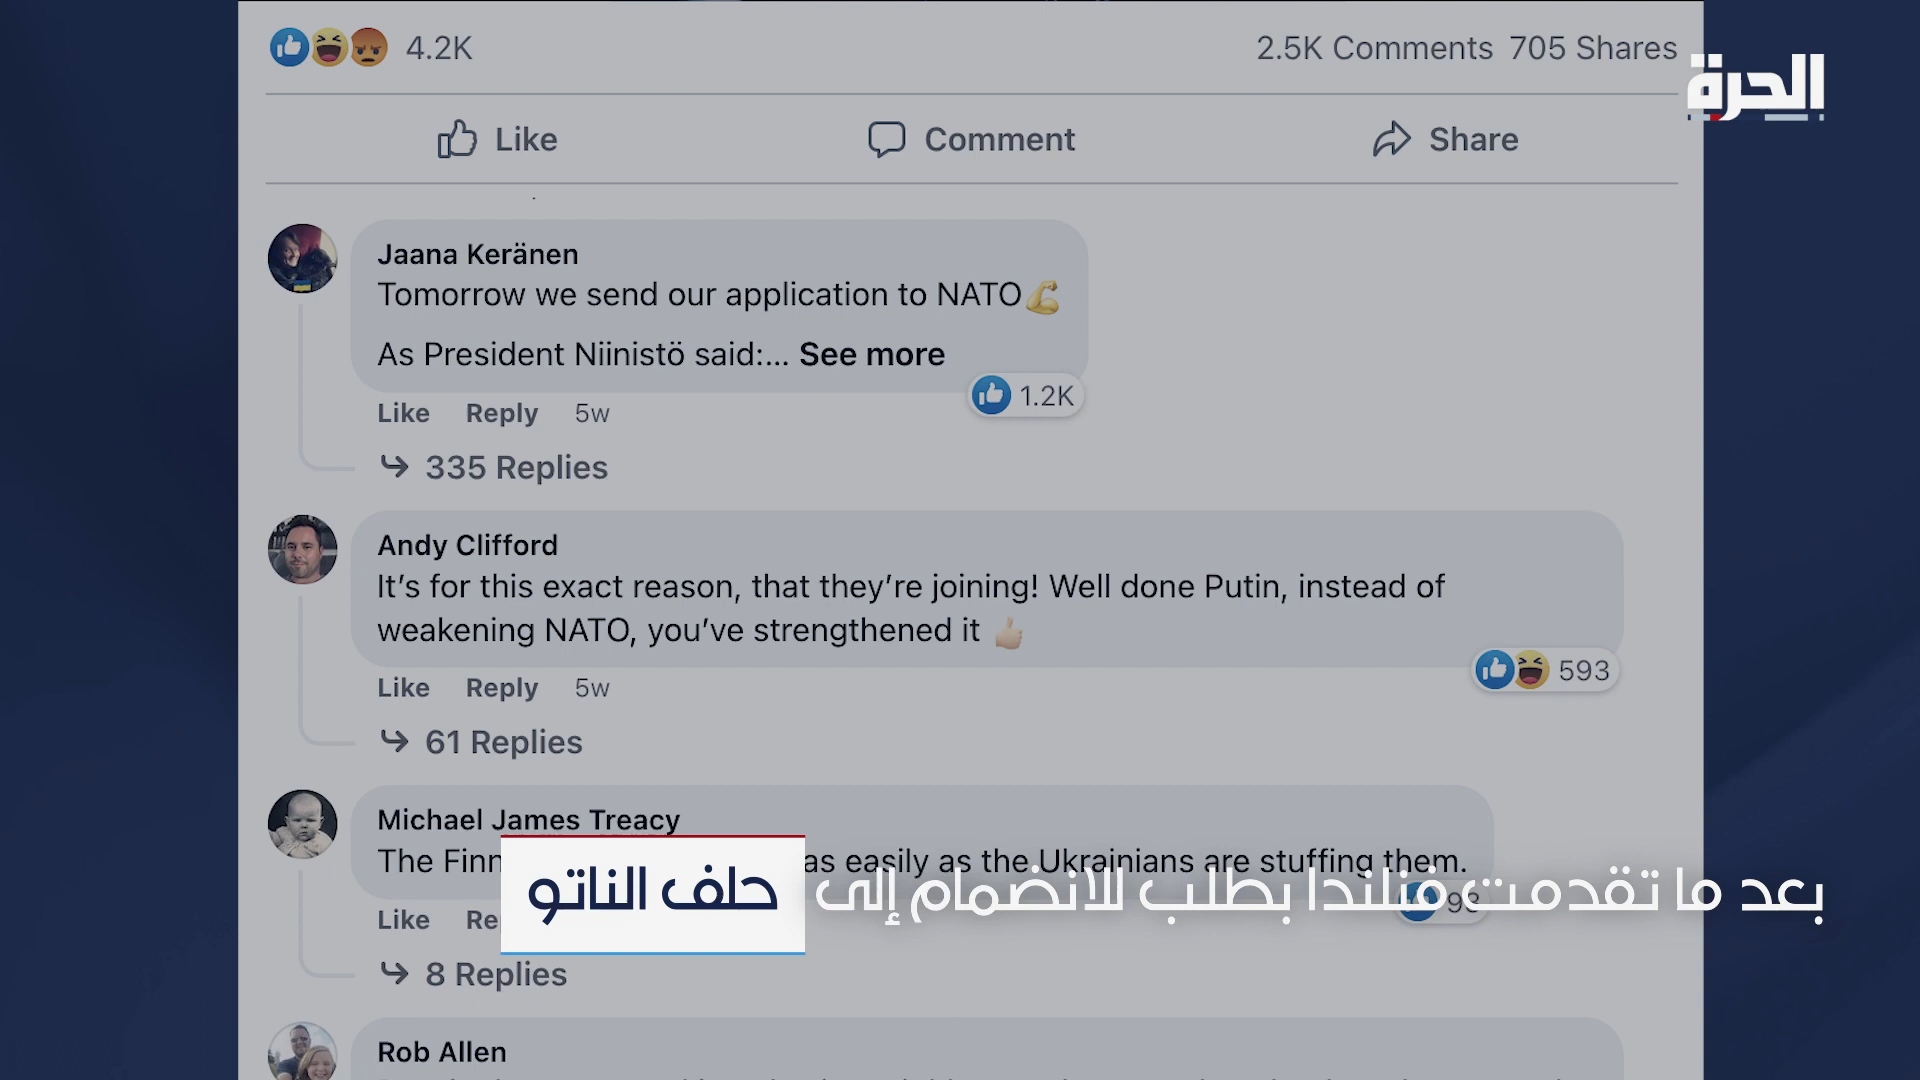 4.2K
2.5K Comments 705 Shares
الحرة
Like Comment Share
Jaana Keränen
Tomorrow we send our application to NATO💪
As President Niinistö said:... See more
1.2K
Like Reply 5w
335 Replies
Andy Clifford
It's for this exact reason, that they're joining! Well done Putin, instead of
weakening NATO, you've strengthened it 👍🏻
593
Like Reply 5w
61 Replies
Michael James Treacy
The Finn as easily as the Ukrainians are stuffing them.
93
بعد ما تقدمت فنلندا بطلب للانضمام إلى حلف الناتو
Like Re
8 Replies
Rob Allen